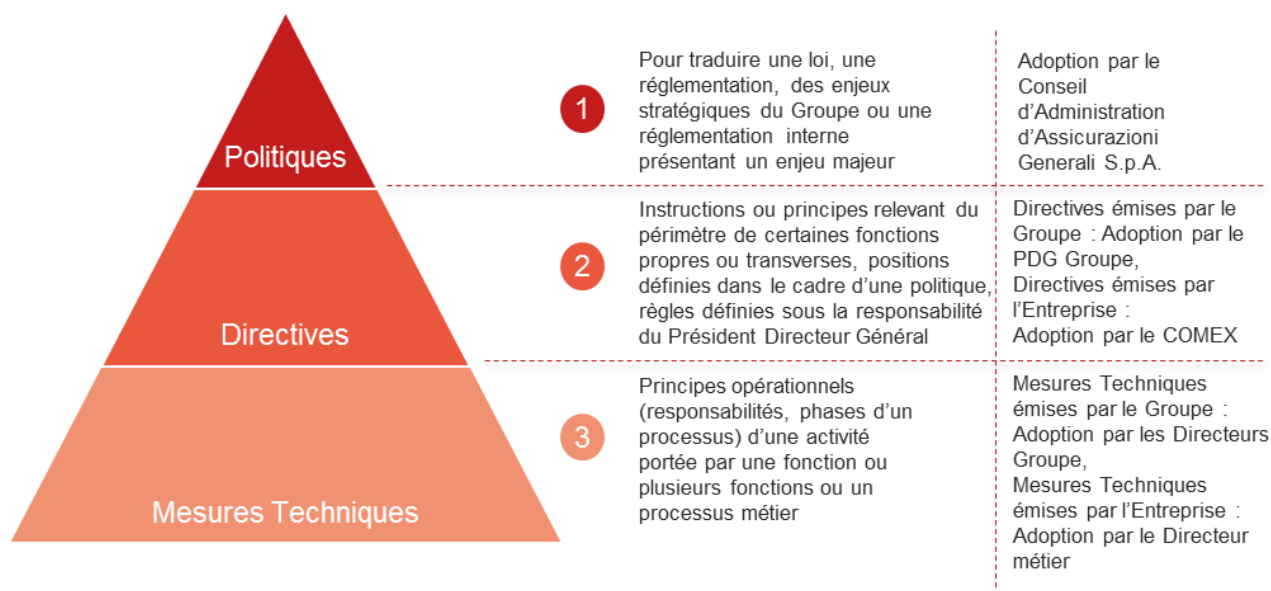 Politiques
1
Pour traduire une loi, une
réglementation, des enjeux
stratégiques du Groupe ou une
réglementation interne
présentant un enjeu majeur
Adoption par le
Conseil
d’Administration
d’Assicurazioni
Generali S.p.A.
Directives
2
Instructions ou principes relevant du
périmètre de certaines fonctions
propres ou transverses, positions
définies dans le cadre d’une politique,
règles définies sous la responsabilité
du Président Directeur Général
Directives émises par le
Groupe : Adoption par le
PDG Groupe,
Directives émises par
l’Entreprise :
Adoption par le COMEX
Mesures Techniques
3
Principes opérationnels
(responsabilités, phases d’un
processus) d’une activité
portée par une fonction ou
plusieurs fonctions ou un
processus métier
Mesures Techniques
émises par le Groupe :
Adoption par les Directeurs
Groupe,
Mesures Techniques
émises par l’Entreprise :
Adoption par le Directeur
métier